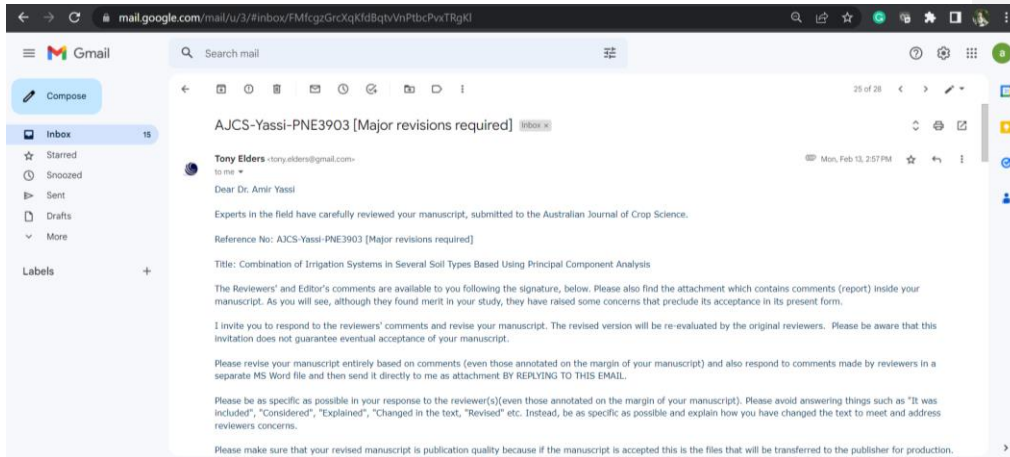 mail.google.com/mail/u/3/#inbox/FMfcgzGrcXqKfdBqtvVnPtbcPvxTRgKl
Gmail
Search mail
a
Compose
25 of 28
Inbox 15
Starred
Snoozed
Sent
Drafts
More
Labels
AJCS-Yassi-PNE3903 [Major revisions required] Inbox x
Tony Elders <tony.elders@gmail.com>
Mon, Feb 13, 2:57 PM
to me
Dear Dr. Amir Yassi
Experts in the field have carefully reviewed your manuscript, submitted to the Australian Journal of Crop Science.
Reference No: AJCS-Yassi-PNE3903 [Major revisions required]
Title: Combination of Irrigation Systems in Several Soil Types Based Using Principal Component Analysis
The Reviewers' and Editor's comments are available to you following the signature, below. Please also find the attachment which contains comments (report) inside your
manuscript. As you will see, although they found merit in your study, they have raised some concerns that preclude its acceptance in its present form.
I invite you to respond to the reviewers' comments and revise your manuscript. The revised version will be re-evaluated by the original reviewers. Please be aware that this
invitation does not guarantee eventual acceptance of your manuscript.
Please revise your manuscript entirely based on comments (even those annotated on the margin of your manuscript) and also respond to comments made by reviewers in a
separate MS Word file and then send it directly to me as attachment BY REPLYING TO THIS EMAIL.
Please be as specific as possible in your response to the reviewer(s)(even those annotated on the margin of your manuscript). Please avoid answering things such as "It was
included", "Considered", "Explained", "Changed in the text, "Revised" etc. Instead, be as specific as possible and explain how you have changed the text to meet and address
reviewers concerns.
Please make sure that your revised manuscript is publication quality because if the manuscript is accepted this is the files that will be transferred to the publisher for production.